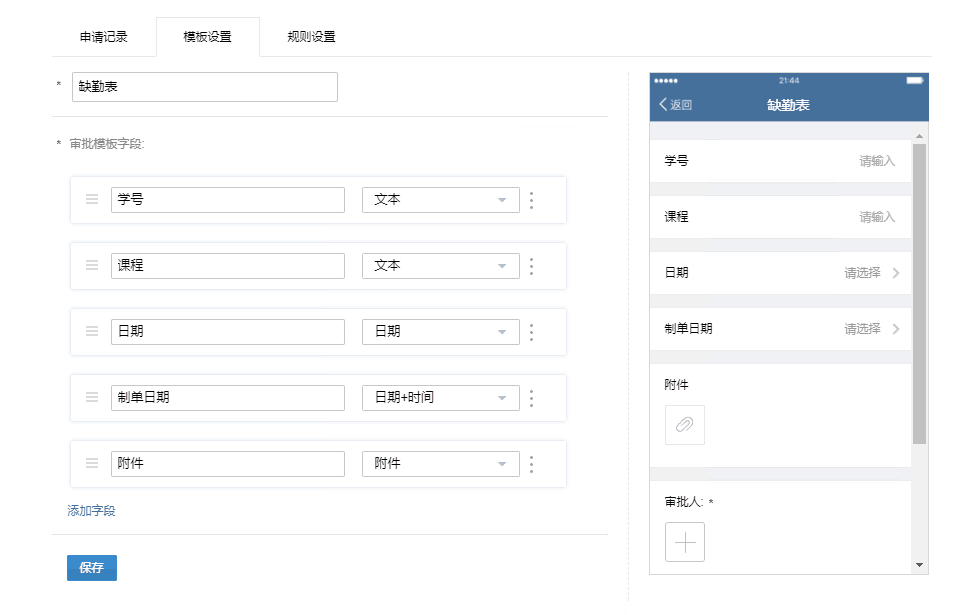 申请记录 模板设置 规则设置
* 缺勤表
* 审批模板字段:
学号 文本
课程 文本
日期 日期
制单日期 日期+时间
附件 附件
添加字段
保存
21:44
返回 缺勤表
学号 请输入
课程 请输入
日期 请选择
制单日期 请选择
附件
审批人: *